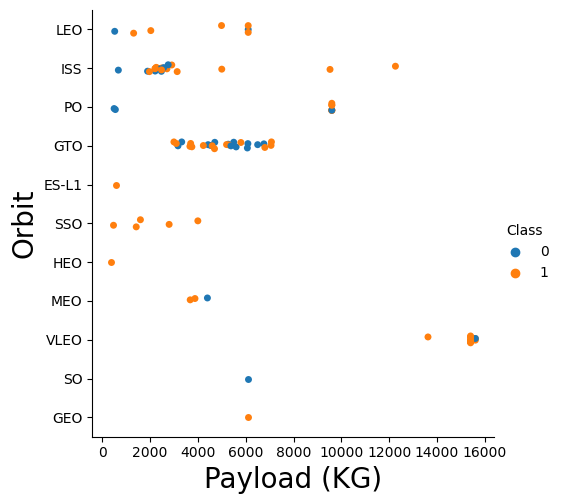 LEO
ISS
PO
GTO
ES-L1
SSO
HEO
MEO
VLEO
SO
GEO
Orbit
0 2000 4000 6000 8000 10000 12000 14000 16000
Payload (KG)
Class
0
1